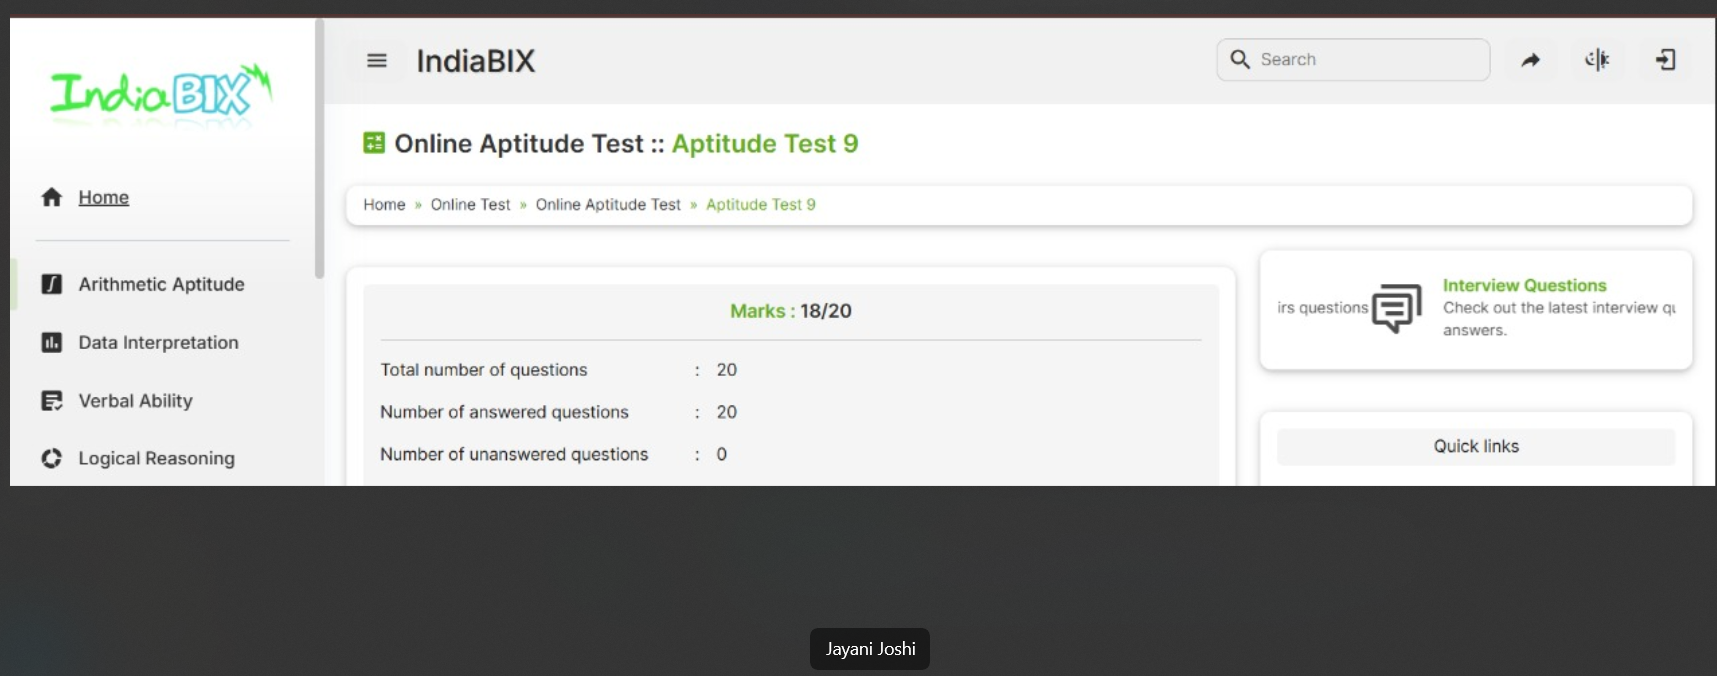 IndiaBIX
IndiaBIX
Search
Home
Arithmetic Aptitude
Data Interpretation
Verbal Ability
Logical Reasoning
Online Aptitude Test :: Aptitude Test 9
Home » Online Test » Online Aptitude Test » Aptitude Test 9
Marks : 18/20
Total number of questions : 20
Number of answered questions : 20
Number of unanswered questions : 0
irs questions
Interview Questions
Check out the latest interview qu
answers.
Quick links
Jayani Joshi